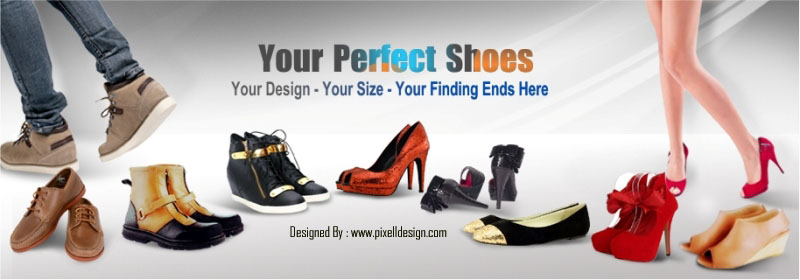 Your Perfect Shoes
Your Design - Your Size - Your Finding Ends Here
Designed By : www.pixelldesign.com